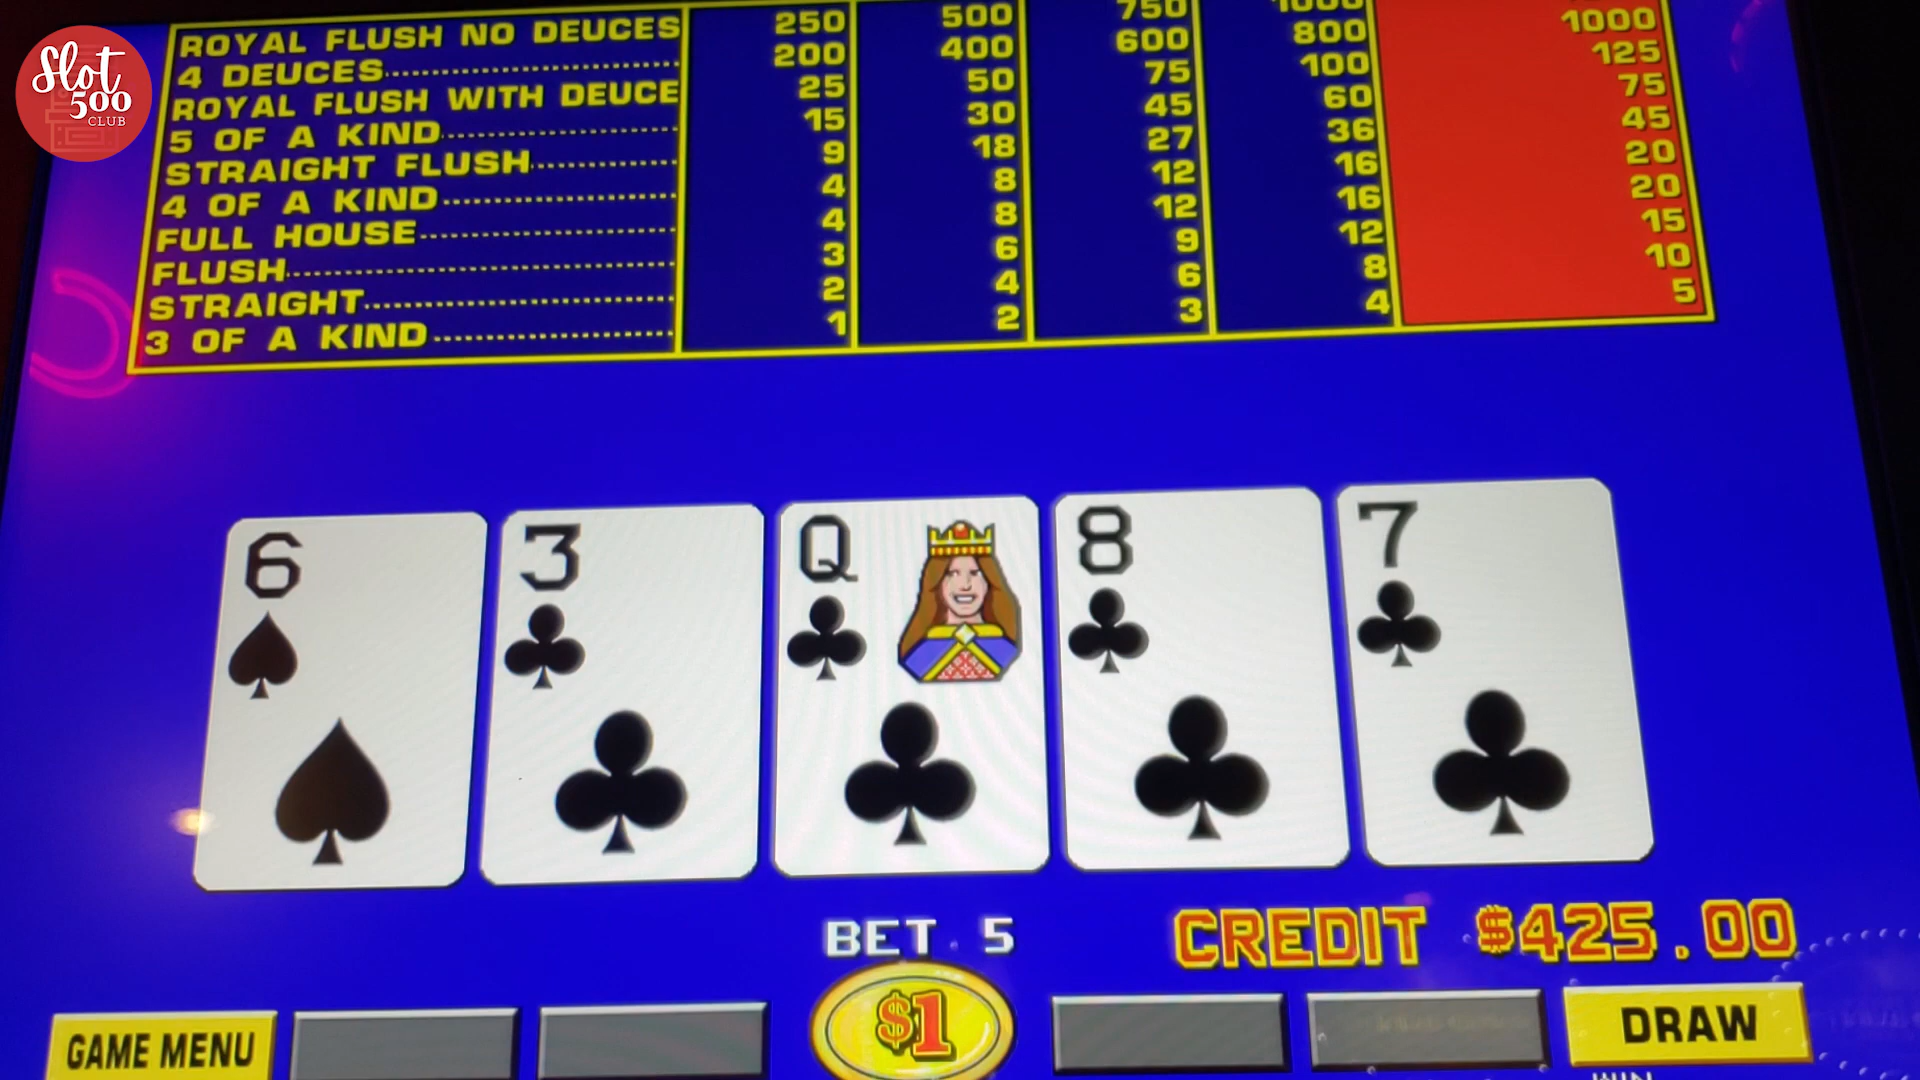 Slot
500
CLUB
ROYAL FLUSH NO DEUCES 250 500 750 1000
4 DEUCES 200 400 600 800 1000
ROYAL FLUSH WITH DEUCE 25 50 75 100 125
5 OF A KIND 15 30 45 60 75
STRAIGHT FLUSH 9 18 27 36 45
4 OF A KIND 4 8 12 16 20
FULL HOUSE 4 8 12 16 20
FLUSH 3 6 9 12 15
STRAIGHT 2 4 6 8 10
3 OF A KIND 1 2 3 4 5
6 3 Q 8 7
BET 5 CREDIT $425.00
GAME MENU $1 DRAW